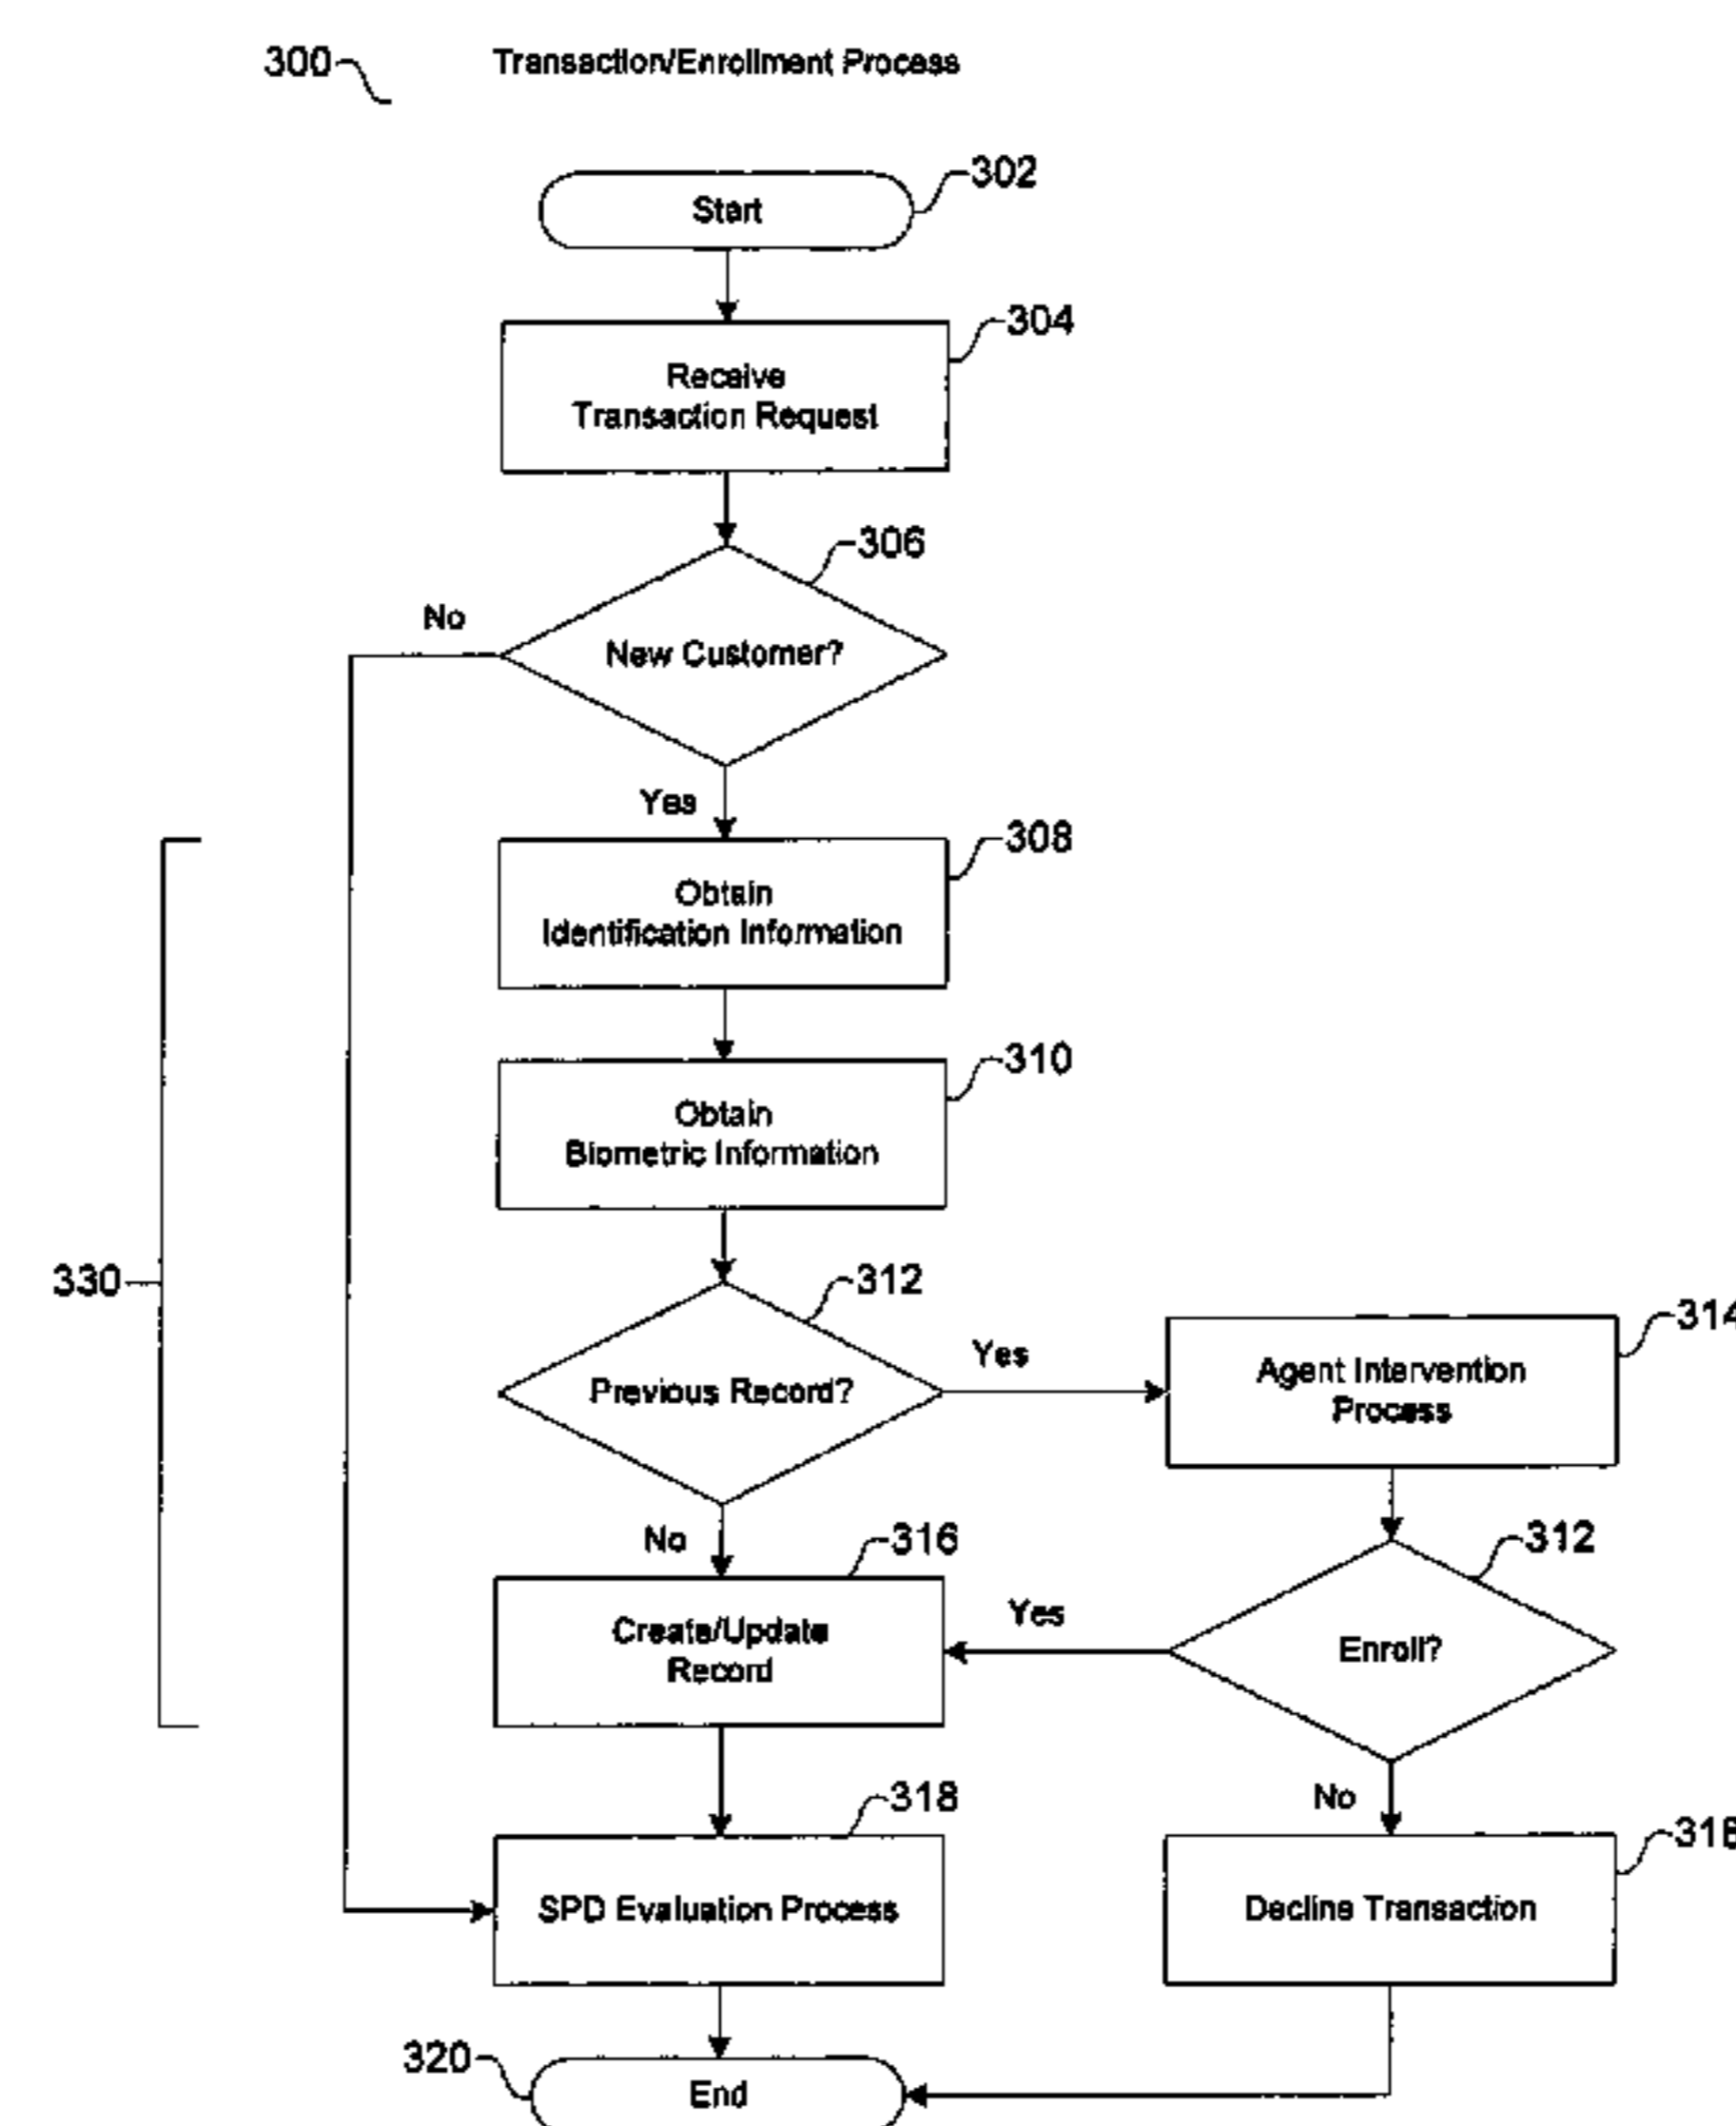 300
Transaction/Enrollment Process
302
Start
304
Receive
Transaction Request
306
No
New Customer?
Yes
308
Obtain
Identification Information
310
Obtain
Biometric Information
330
312
314
Yes
Previous Record?
Agent Intervention
Process
No
316
312
Yes
Create/Update
Record
Enroll?
318
No
318
SPD Evaluation Process
Decline Transaction
320
End